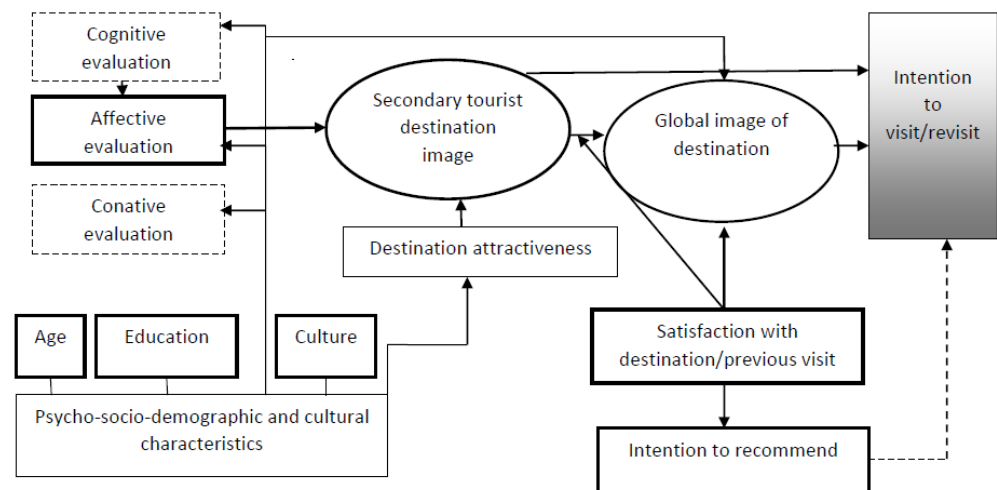 Cognitive
evaluation
Affective
evaluation
Conative
evaluation
Secondary tourist
destination
image
Global image of
destination
Intention
to
visit/revisit
Destination attractiveness
Age
Education
Culture
Satisfaction with
destination/previous visit
Psycho-socio-demographic and cultural
characteristics
Intention to recommend